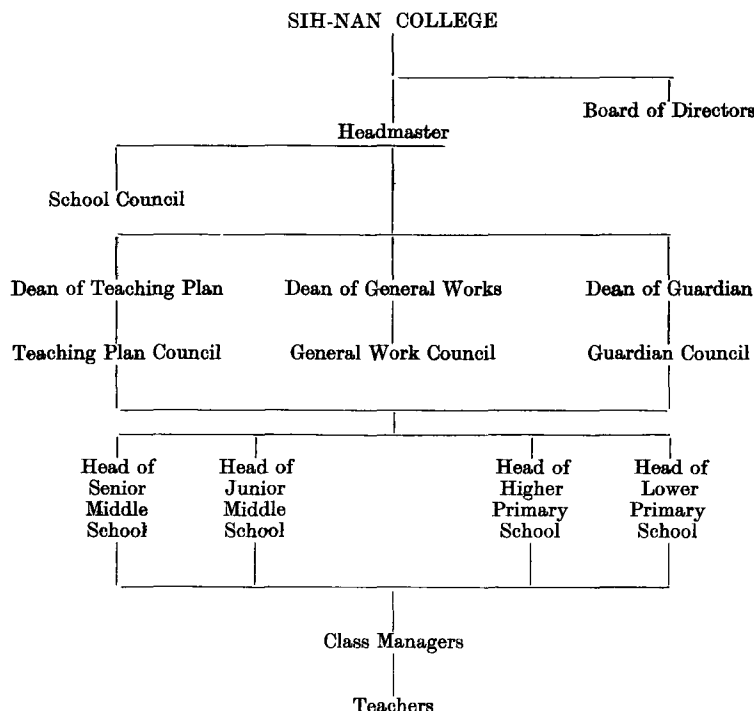 SIH-NAN COLLEGE
Board of Directors
Headmaster
School Council
Dean of Teaching Plan
Dean of General Works
Dean of Guardian
Teaching Plan Council
General Work Council
Guardian Council
Head of
Senior
Middle
School
Head of
Junior
Middle
School
Head of
Higher
Primary
School
Head of
Lower
Primary
School
Class Managers
Teachers